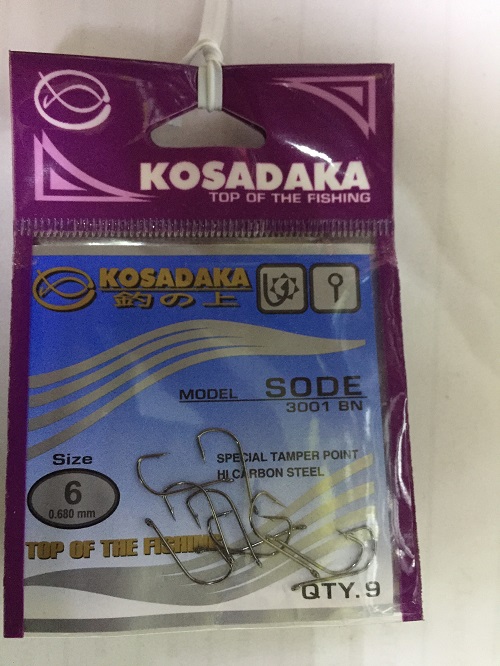 KOSADAKA
TOP OF THE FISHING
KOSADAKA
釣の上
MODEL SODE
3001 BN
Size
6
0.680 mm
SPECIAL TAMPER POINT
HI CARBON STEEL
TOP OF THE FISHING
QTY. 9